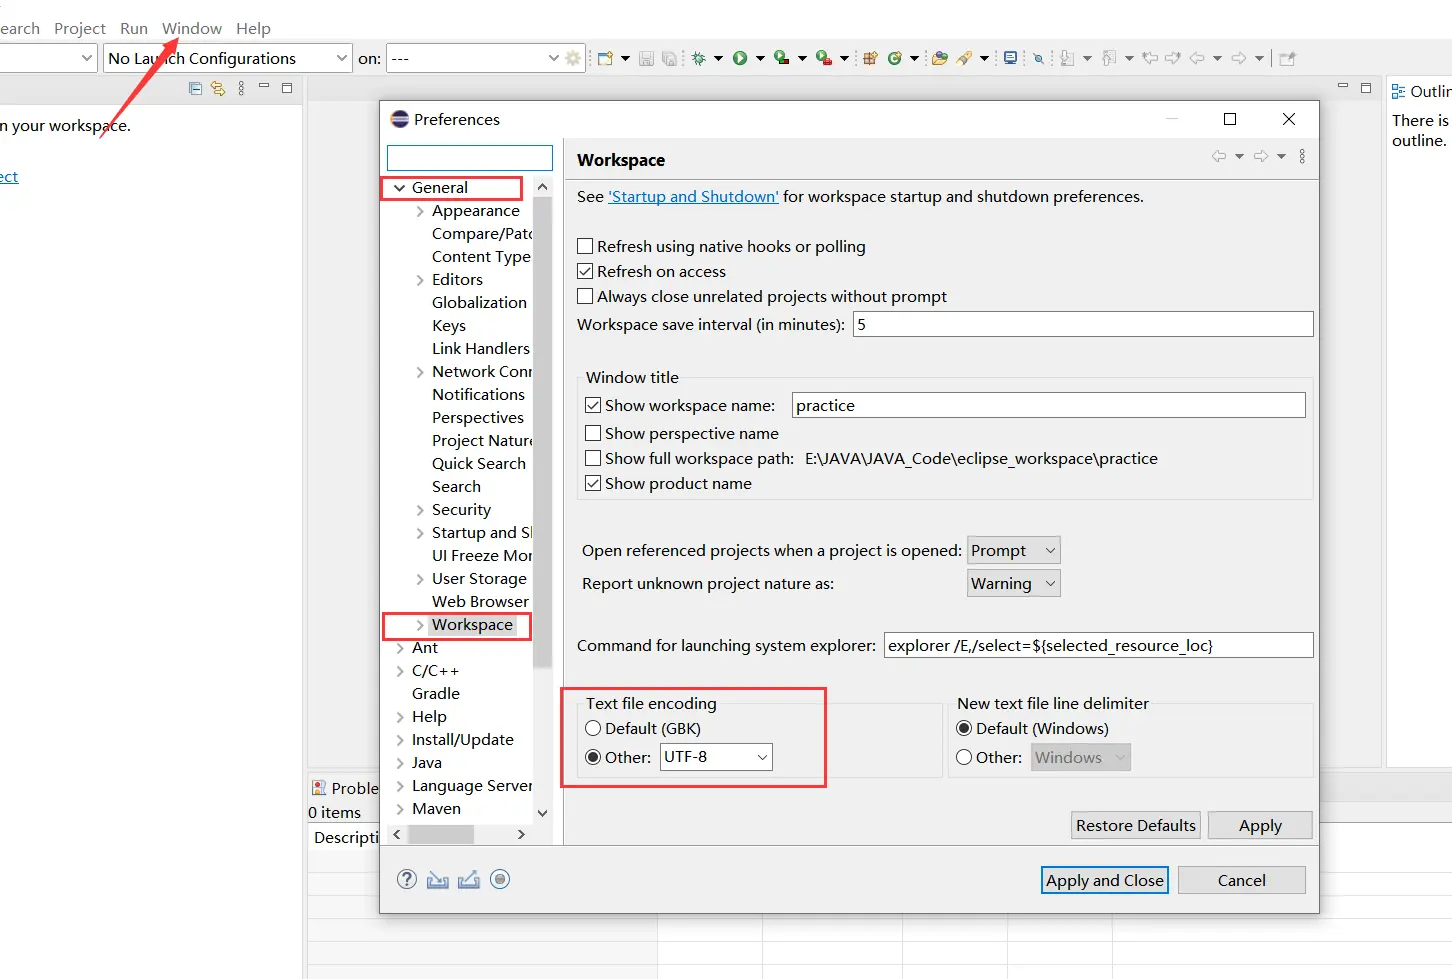 earch Project Run Window Help
No Launch Configurations on: ---
n your workspace.
ect
Outlin
There is
outline.
Preferences
General
Appearance
Compare/Patc
Content Type
Editors
Globalization
Keys
Link Handlers
Network Conr
Notifications
Perspectives
Project Nature
Quick Search
Search
Security
Startup and Sl
UI Freeze Mor
User Storage
Web Browser
Workspace
Ant
C/C++
Gradle
Help
Install/Update
Java
Language Server
Maven
Workspace
See 'Startup and Shutdown' for workspace startup and shutdown preferences.
Refresh using native hooks or polling
Refresh on access
Always close unrelated projects without prompt
Workspace save interval (in minutes): 5
Window title
Show workspace name: practice
Show perspective name
Show full workspace path: E:\JAVA\JAVA_Code\eclipse_workspace\practice
Show product name
Open referenced projects when a project is opened: Prompt
Report unknown project nature as: Warning
Command for launching system explorer: explorer /E,/select=${selected_resource_loc}
Text file encoding
Default (GBK)
Other: UTF-8
New text file line delimiter
Default (Windows)
Other: Windows
Restore Defaults Apply
Apply and Close Cancel
Proble
0 items
Descripti